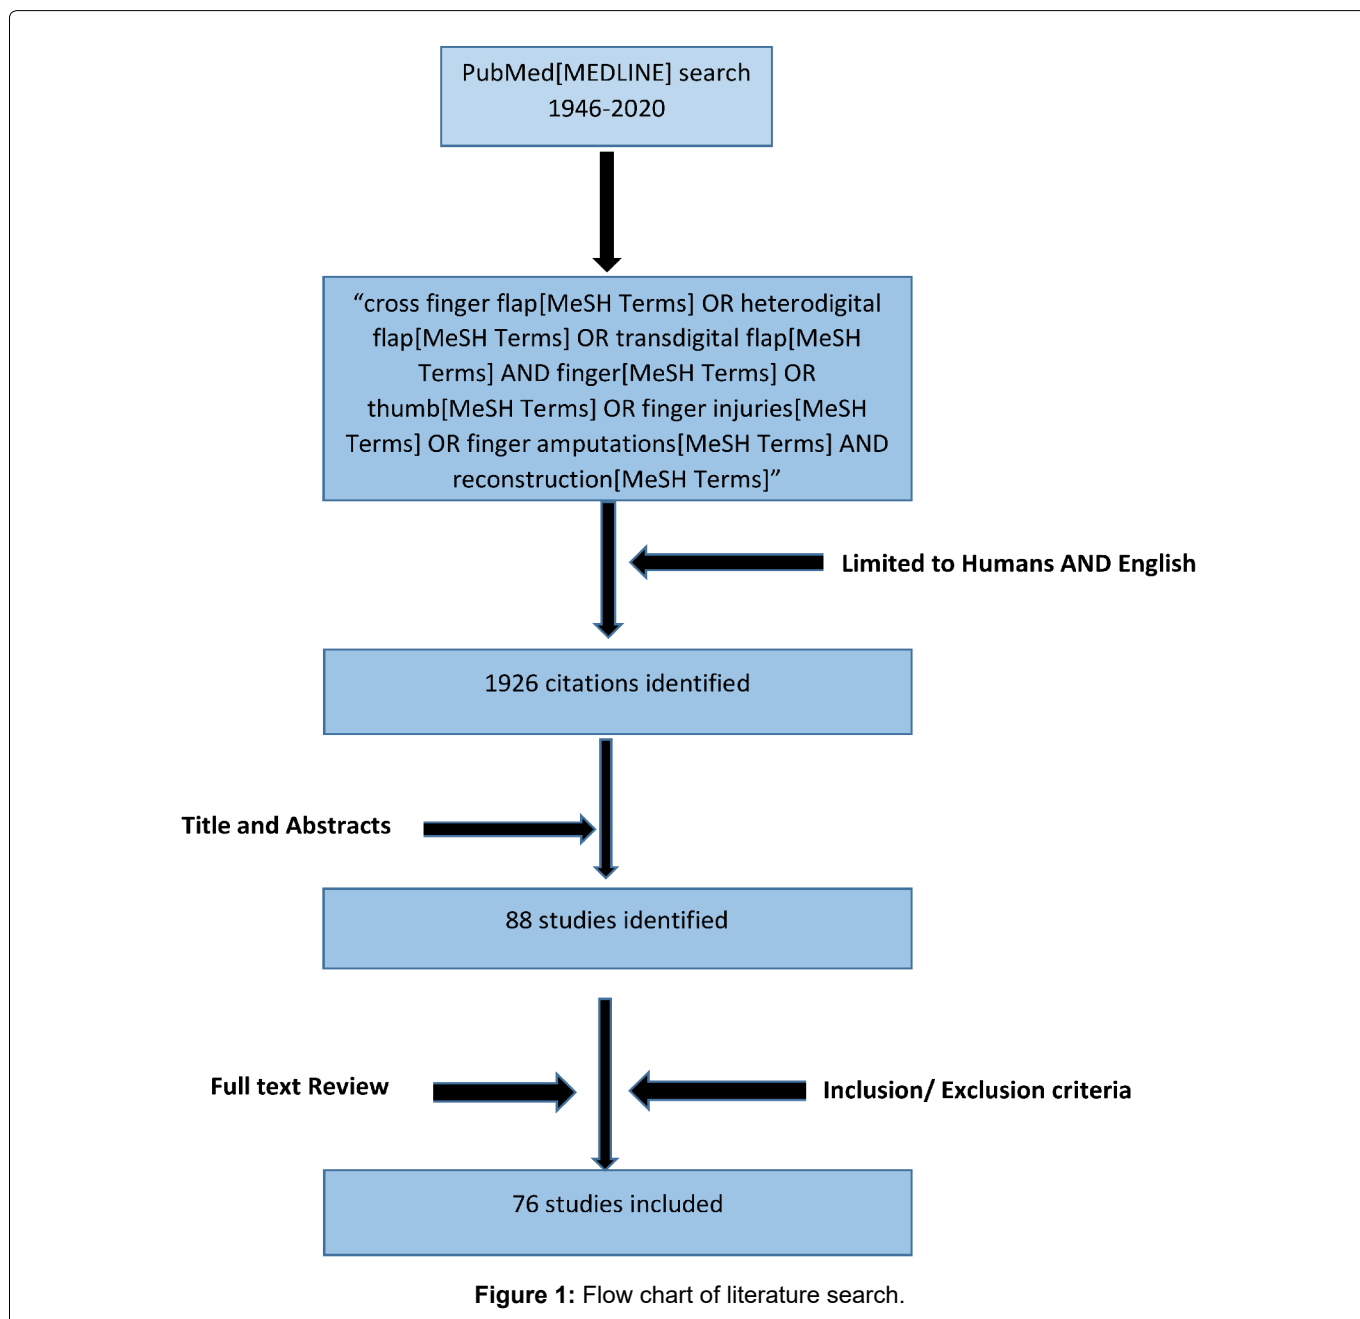 PubMed[MEDLINE] search
1946-2020
“cross finger flap[MeSH Terms] OR heterodigital
flap[MeSH Terms] OR transdigital flap[MeSH
Terms] AND finger[MeSH Terms] OR
thumb[MeSH Terms] OR finger injuries[MeSH
Terms] OR finger amputations[MeSH Terms] AND
reconstruction[MeSH Terms]”
Limited to Humans AND English
1926 citations identified
Title and Abstracts
88 studies identified
Full text Review
Inclusion/ Exclusion criteria
76 studies included
Figure 1: Flow chart of literature search.